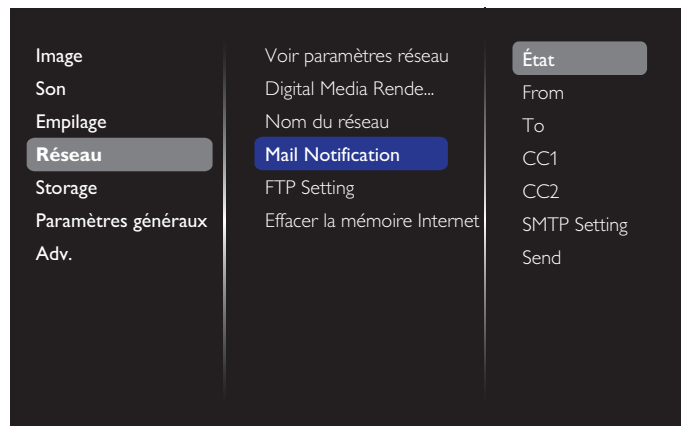 Image
Son
Empilage
Réseau
Storage
Paramètres généraux
Adv.
Voir paramètres réseau
Digital Media Rende...
Nom du réseau
Mail Notification
FTP Setting
Effacer la mémoire Internet
État
From
To
CC1
CC2
SMTP Setting
Send